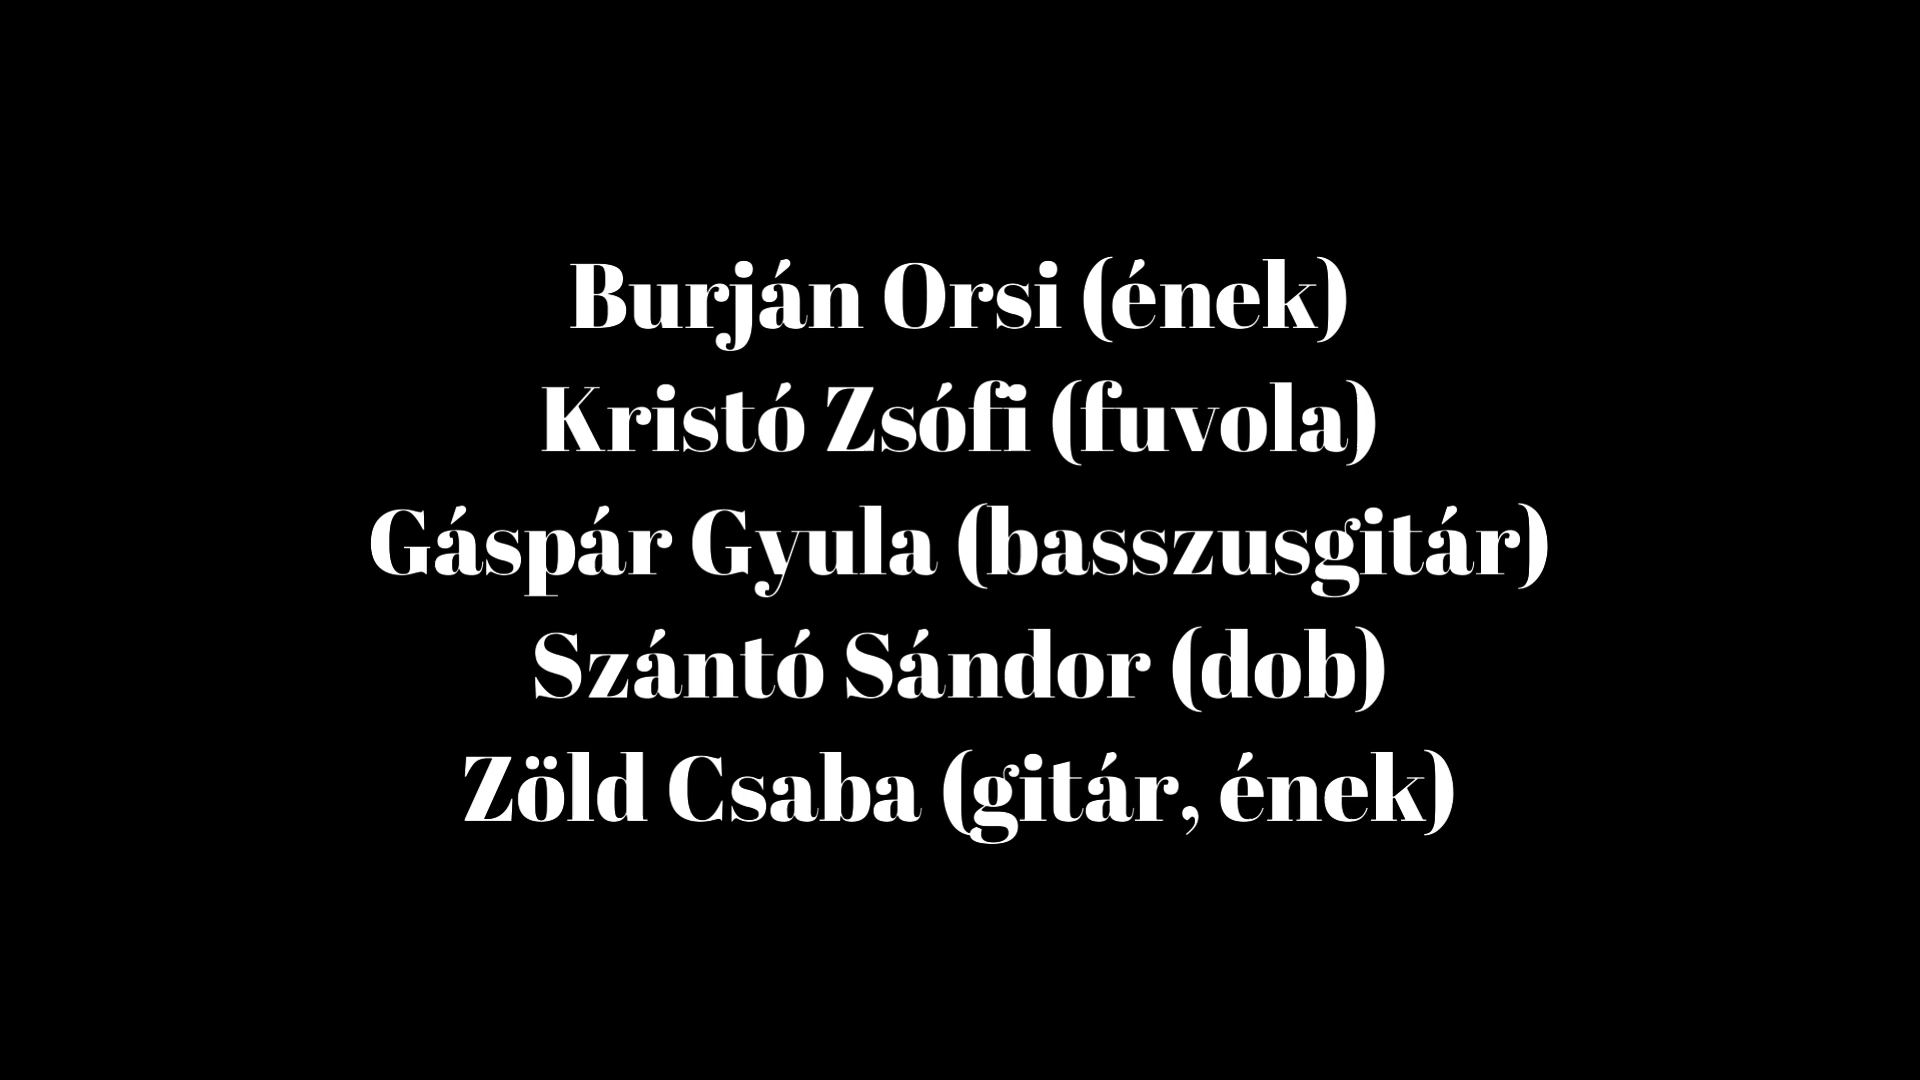 Burján Orsi (ének)
Kristó Zsófi (fuvola)
Gáspár Gyula (basszusgitár)
Szántó Sándor (dob)
Zöld Csaba (gitár, ének)